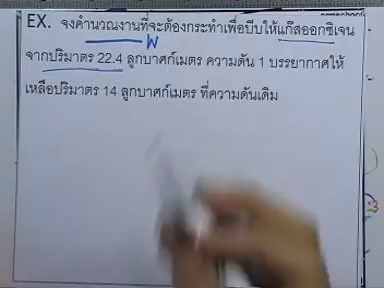 EX. จงคำนวณงานที่จะต้องกระทำเพื่อบีบให้แก๊สออกซิเจน
W
จากปริมาตร 22.4 ลูกบาศก์เมตร ความดัน 1 บรรยากาศให้
เหลือปริมาตร 14 ลูกบาศก์เมตร ที่ความดันเดิม